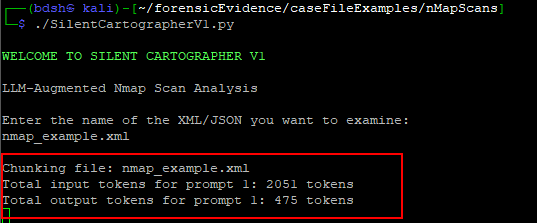 (bdsh㉿kali)-[~/forensicEvidence/caseFileExamples/nMapScans]
$ ./SilentCartographerV1.py
WELCOME TO SILENT CARTOGRAPHER V1
LLM-Augmented Nmap Scan Analysis
Enter the name of the XML/JSON you want to examine:
nmap_example.xml
Chunking file: nmap_example.xml
Total input tokens for prompt 1: 2051 tokens
Total output tokens for prompt 1: 475 tokens